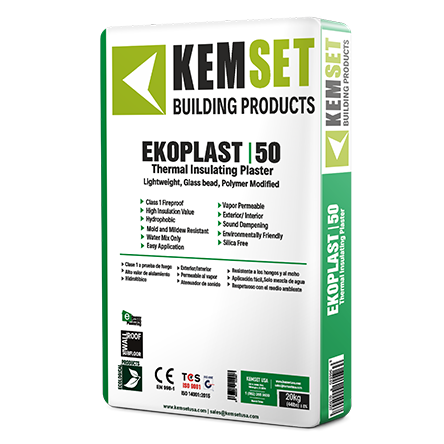 KEMSET
BUILDING PRODUCTS
EKOPLAST | 50
Thermal Insulating Plaster
Lightweight, Glass bead, Polymer Modified
• Class 1 Fireproof
• High Insulation Value
• Hydrophobic
• Mold and Mildew Resistant
• Water Mix Only
• Easy Application
• Vapor Permeable
• Exterior/ Interior
• Sound Dampening
• Environmentally Friendly
• Silica Free
• Clase 1 a prueba de fuego
• Alto valor de aislamiento
• Hidrofóbico
• Exterior/interior
• Permeable al vapor
• Atenuador de sonido
• Resistente a los hongos y al moho
• Aplicación fácil, Solo mezcla de agua
• Respetuoso con el medio ambiente
WALL ROOF
SUBFLOOR
ECOLOGICAL
PRODUCT
CE
EN 998-1
TCS
ISO 9001
ISO 14001:2015
KEMSET USA
20kg
(44lbs)
www.kemsetusa.com | sales@kemsetusa.com
KEMSET
BUILDING PRODUCTS
EKOPLAST | 50
Thermal Insulating Plaster